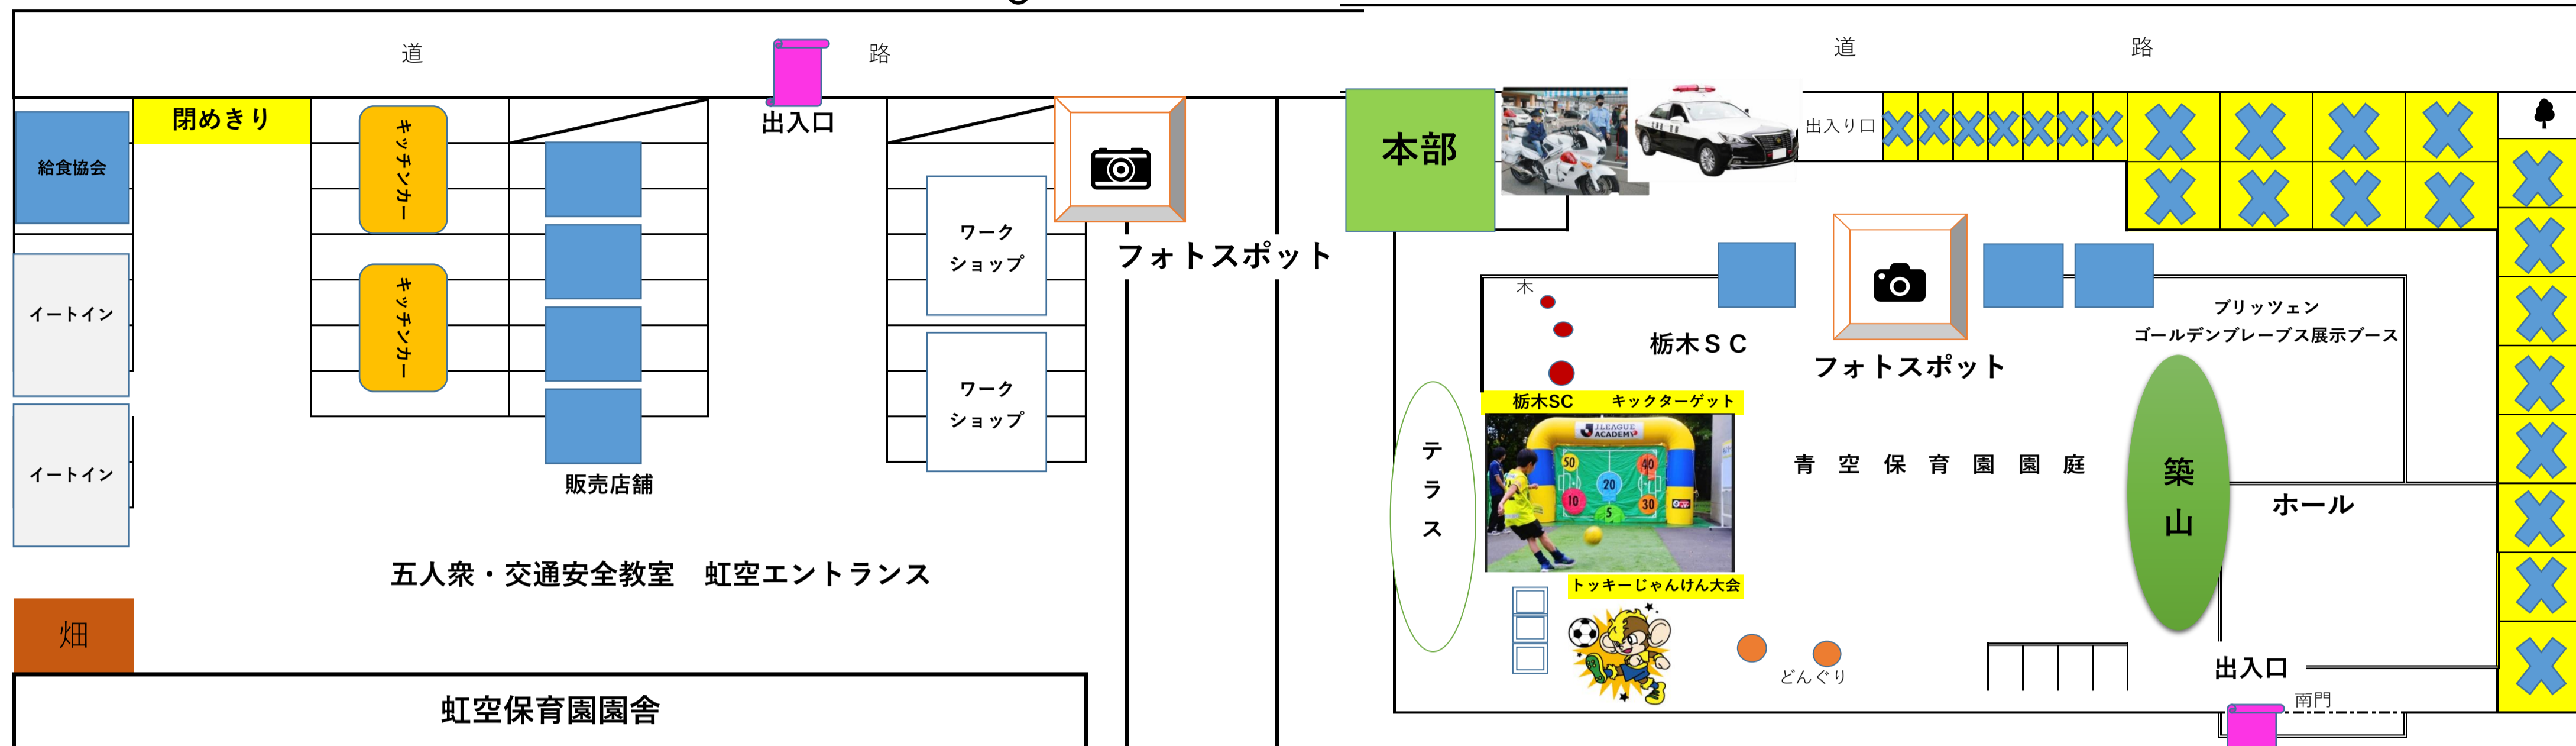 道 路
道 路
閉めきり
給食協会
キッチンカー
キッチンカー
イートイン
イートイン
出入口
ワーク
ショップ
ワーク
ショップ
フォトスポット
販売店舗
五人衆・交通安全教室 虹空エントランス
畑
虹空保育園園舎
本部
出入り口
木
栃木ＳＣ
フォトスポット
ブリッツェン
ゴールデンブレーブス展示ブース
栃木SC キックターゲット
J.LEAGUE
ACADEMY
50
40
20
10
30
5
テラス
青空保育園園庭
築山
ホール
トッキーじゃんけん大会
どんぐり
出入口
南門